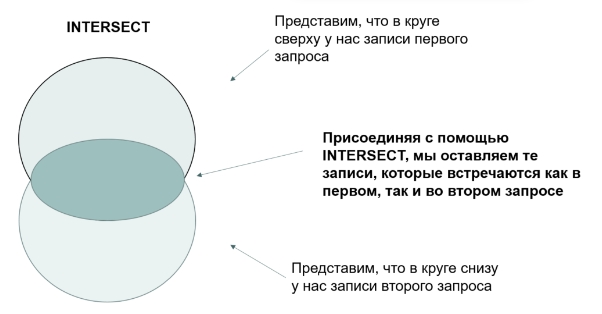 INTERSECT
Представим, что в круге
сверху у нас записи первого
запроса
Присоединяя с помощью
INTERSECT, мы оставляем те
записи, которые встречаются как в
первом, так и во втором запросе
Представим, что в круге снизу
у нас записи второго запроса